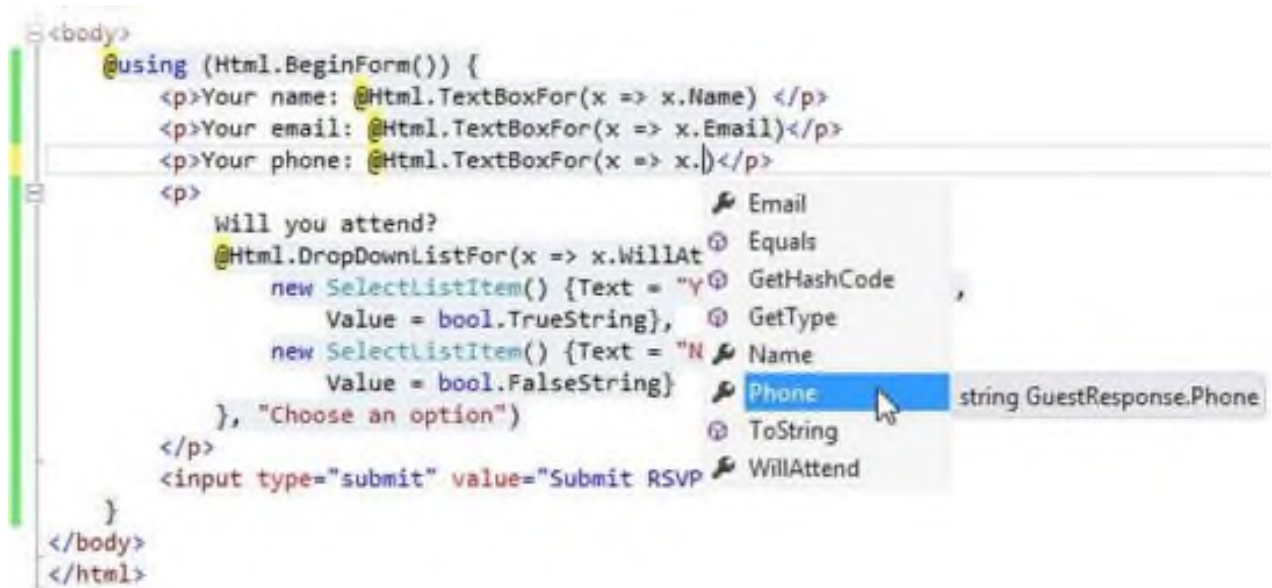 <body>
@using (Html.BeginForm()) {
<p>Your name: @Html.TextBoxFor(x => x.Name) </p>
<p>Your email: @Html.TextBoxFor(x => x.Email)</p>
<p>Your phone: @Html.TextBoxFor(x => x.)</p>
<p>
Will you attend?
@Html.DropDownListFor(x => x.WillAt
new SelectListItem() {Text = "Y ,
Value = bool.TrueString},
new SelectListItem() {Text = "N
Value = bool.FalseString}
}, "Choose an option")
</p>
<input type="submit" value="Submit RSVP
}
</body>
</html>
Email
Equals
GetHashCode
GetType
Name
Phone string GuestResponse.Phone
ToString
WillAttend